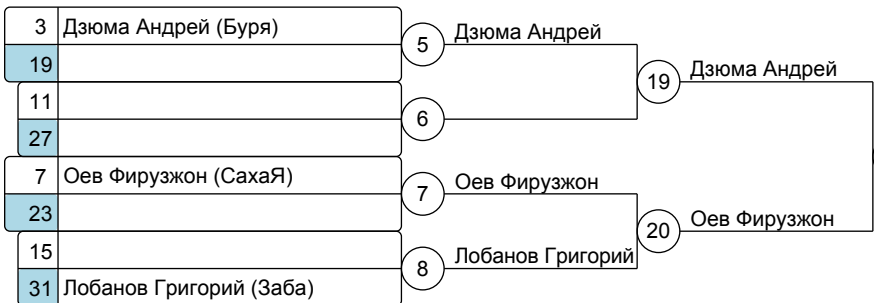 3 Дзюма Андрей (Буря)
19
11
27
7 Оев Фирузжон (СахаЯ)
23
15
31 Лобанов Григорий (Заба)
5 Дзюма Андрей
6
7 Оев Фирузжон
8 Лобанов Григорий
19 Дзюма Андрей
20 Оев Фирузжон